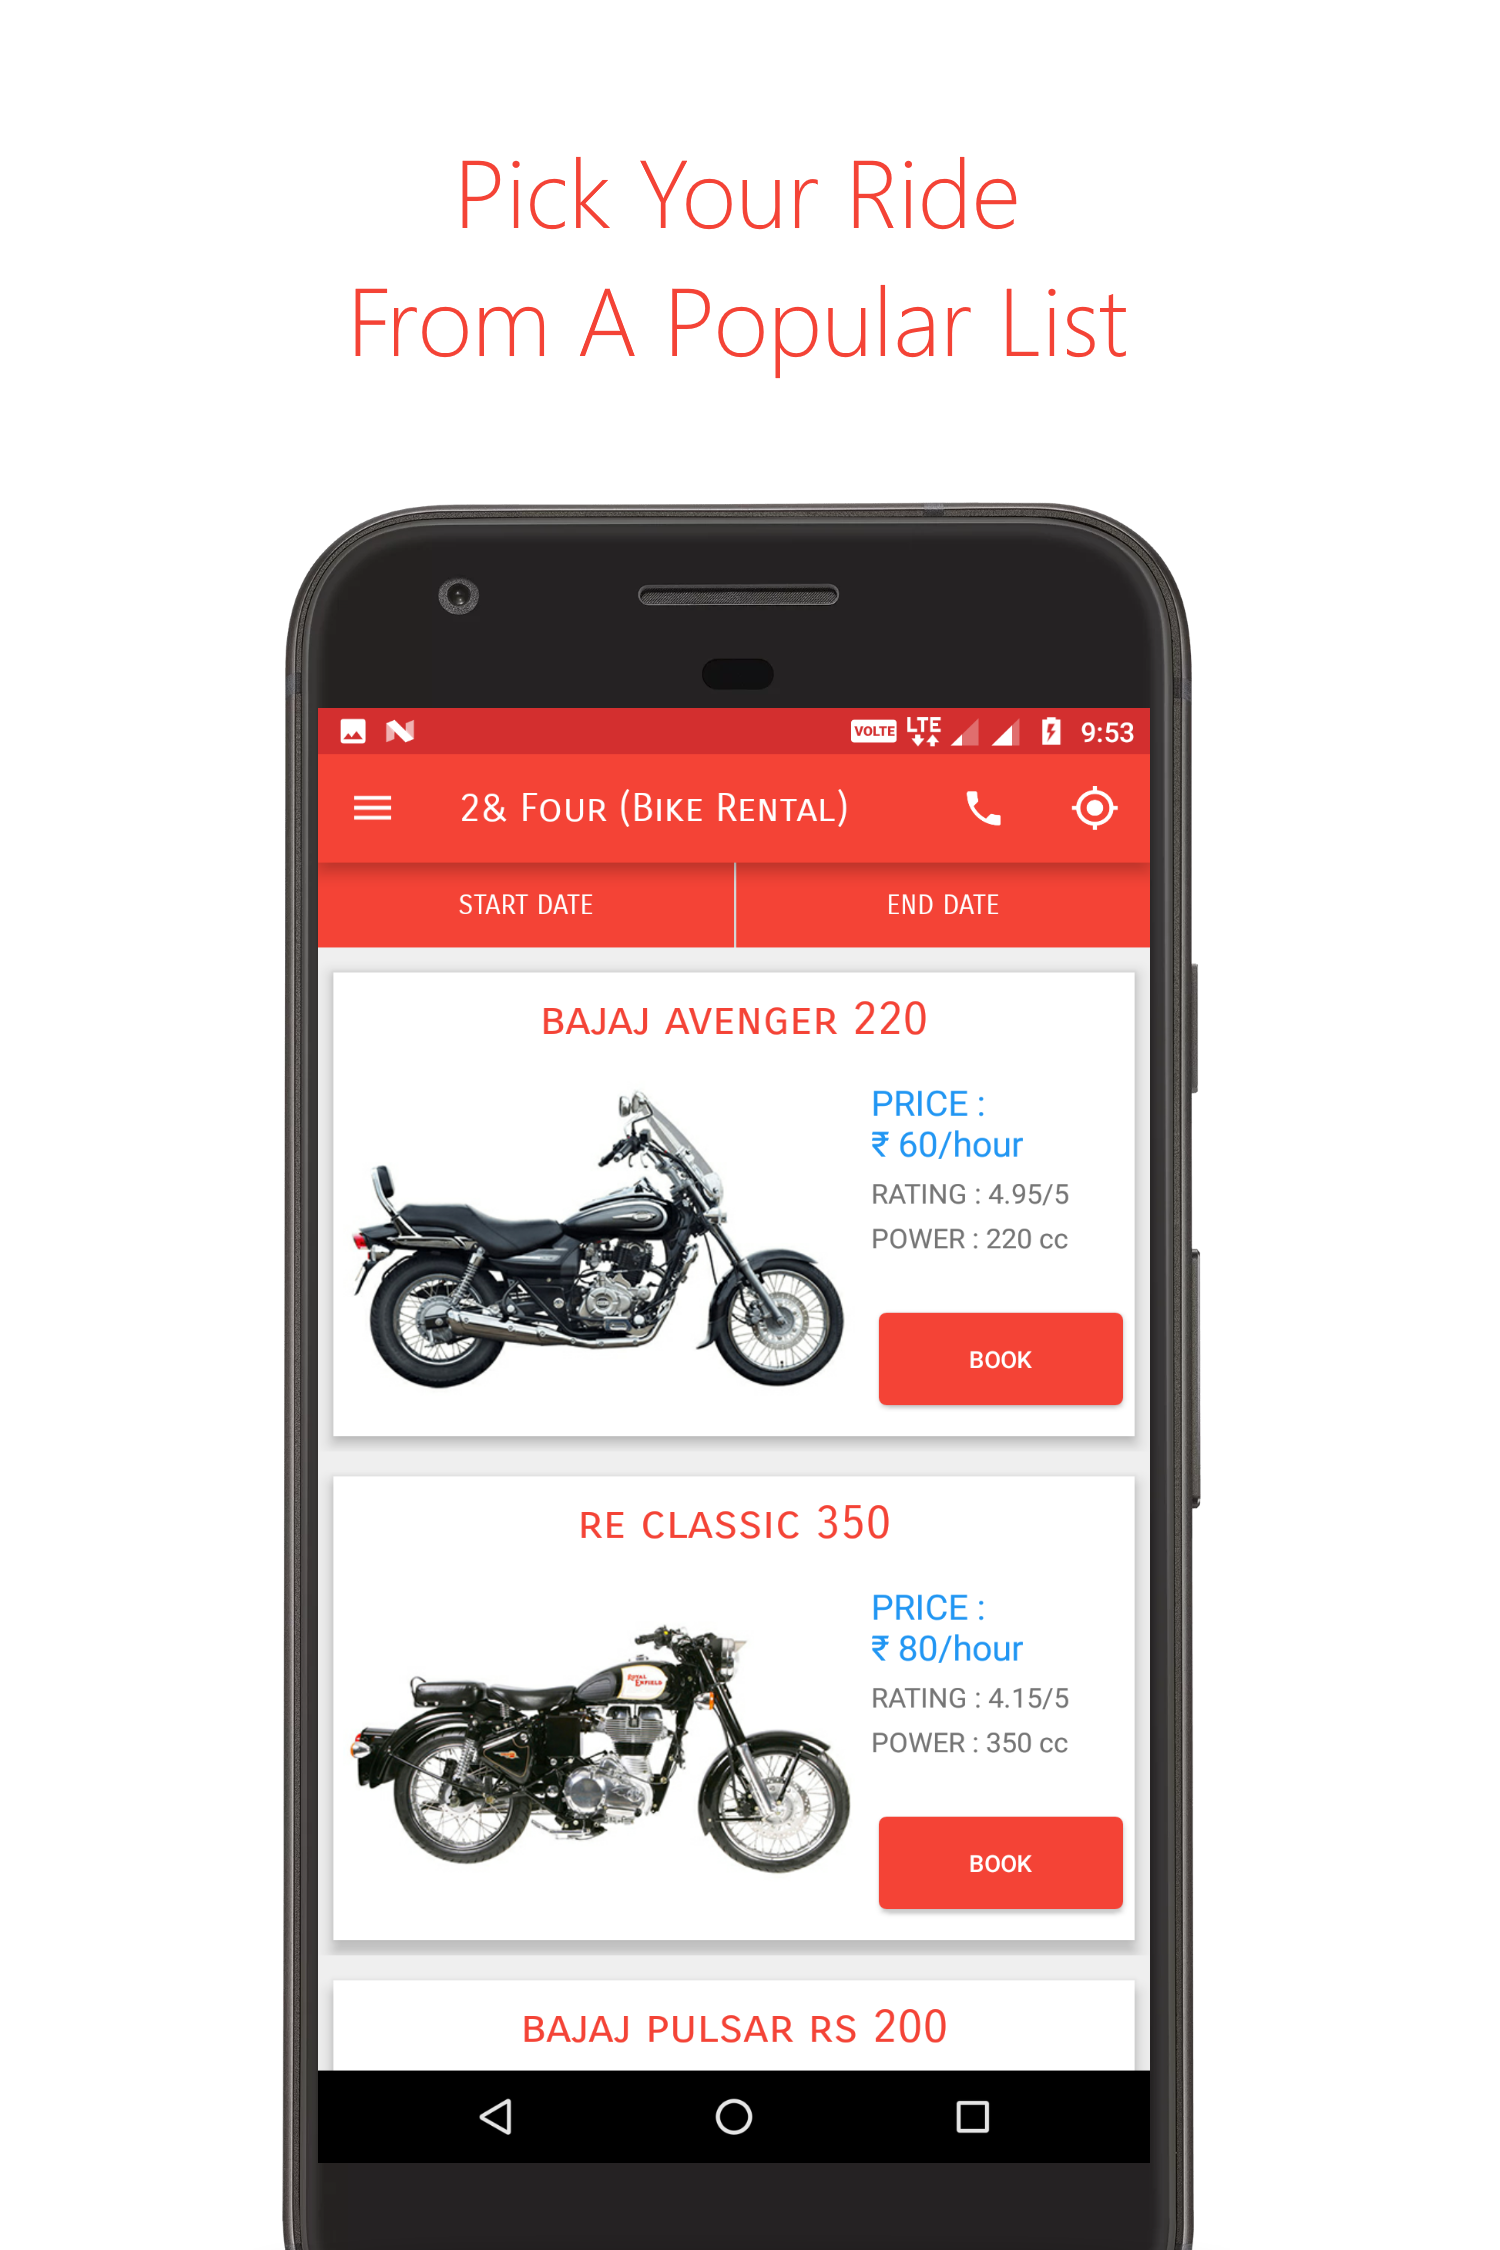 Pick Your Ride
From A Popular List
VOLTE LTE 9:53
2& Four (Bike Rental)
START DATE END DATE
BAJAJ AVENGER 220
PRICE :
₹ 60/hour
RATING : 4.95/5
POWER : 220 cc
BOOK
RE CLASSIC 350
PRICE :
₹ 80/hour
ROYAL
ENFIELD
RATING : 4.15/5
POWER : 350 cc
BOOK
BAJAJ PULSAR RS 200